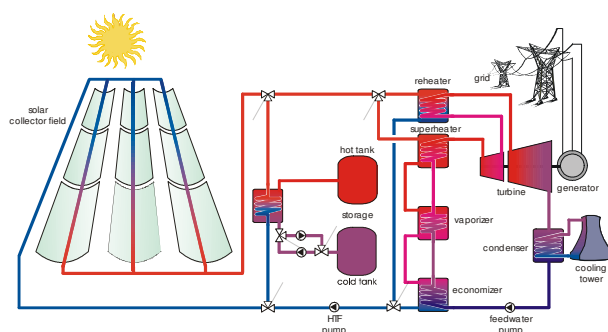 solar
collector field
hot tank
storage
cold tank
HTF
pump
reheater
superheater
vaporizer
economizer
grid
turbine
generator
condenser
cooling
tower
feedwater
pump